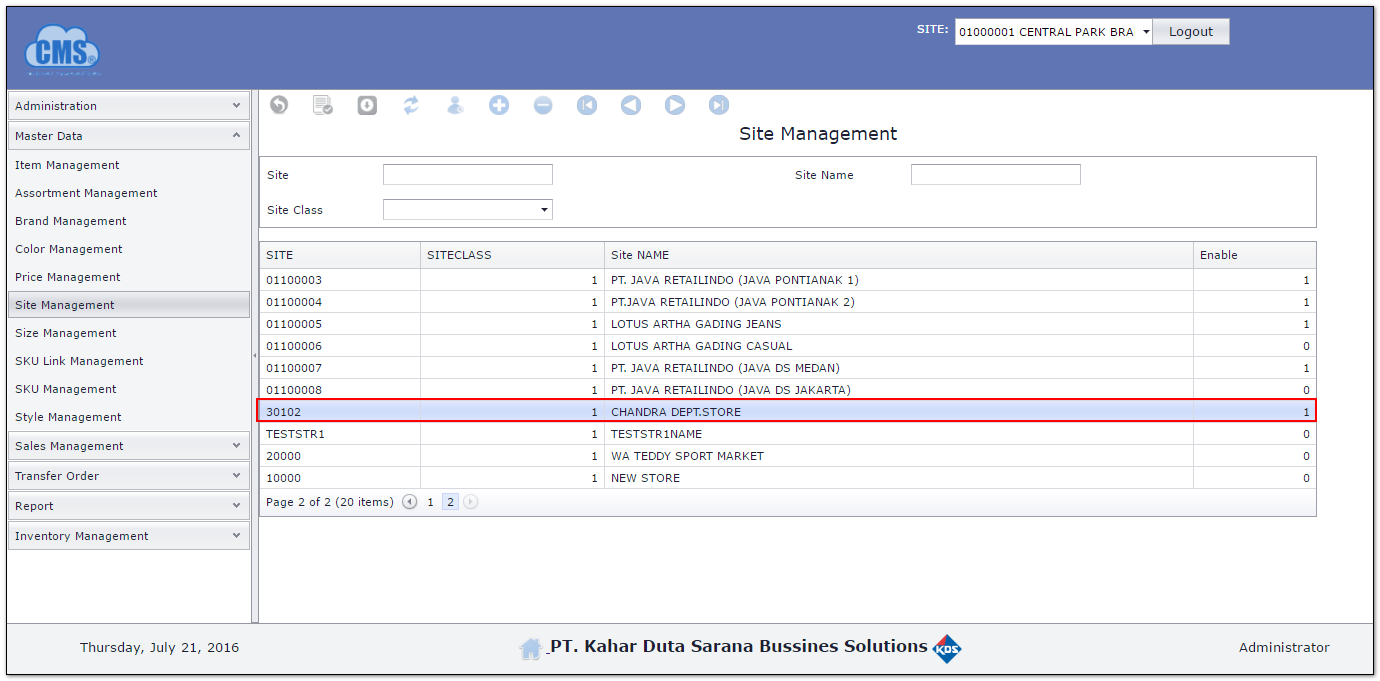 CMS
SITE: 01000001 CENTRAL PARK BRA Logout
Administration
Master Data
Item Management
Assortment Management
Brand Management
Color Management
Price Management
Site Management
Size Management
SKU Link Management
SKU Management
Style Management
Sales Management
Transfer Order
Report
Inventory Management
Site Management
Site Site Name
Site Class
SITE SITECLASS Site NAME Enable
01100003 1 PT. JAVA RETAILINDO (JAVA PONTIANAK 1) 1
01100004 1 PT.JAVA RETAILINDO (JAVA PONTIANAK 2) 1
01100005 1 LOTUS ARTHA GADING JEANS 1
01100006 1 LOTUS ARTHA GADING CASUAL 0
01100007 1 PT. JAVA RETAILINDO (JAVA DS MEDAN) 1
01100008 1 PT. JAVA RETAILINDO (JAVA DS JAKARTA) 0
30102 1 CHANDRA DEPT.STORE 1
TESTSTR1 1 TESTSTR1NAME 0
20000 1 WA TEDDY SPORT MARKET 0
10000 1 NEW STORE 0
Page 2 of 2 (20 items) 1 2
Thursday, July 21, 2016
PT. Kahar Duta Sarana Bussines Solutions KDS
Administrator